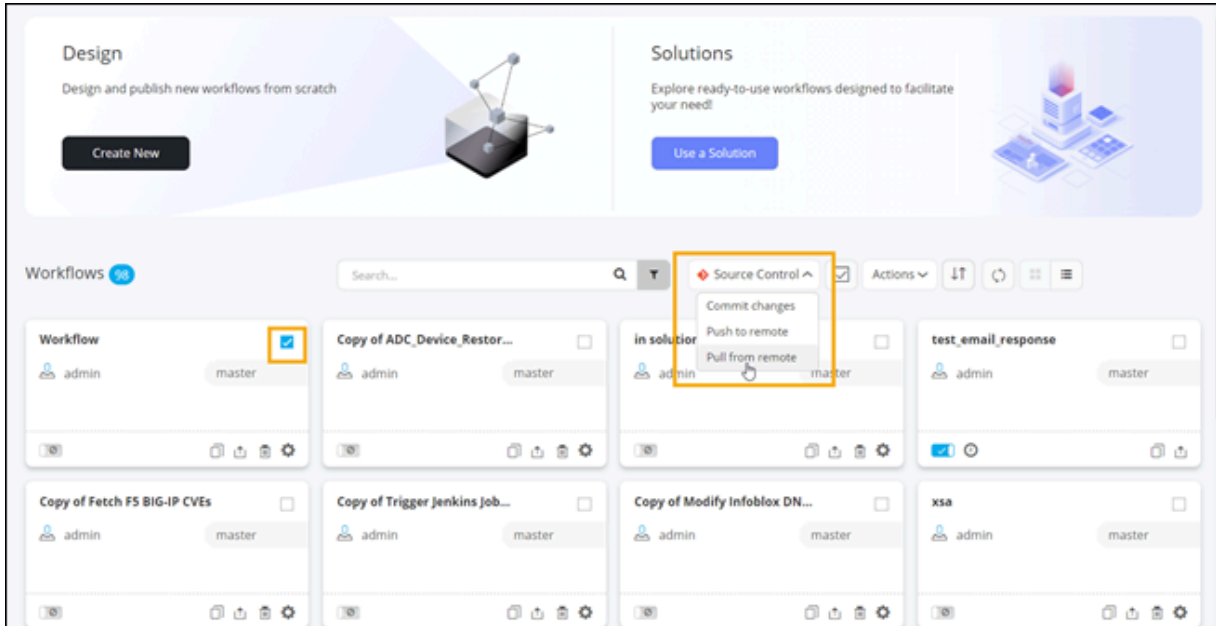 Design
Design and publish new workflows from scratch
Create New
Solutions
Explore ready-to-use workflows designed to facilitate
your need!
Use a Solution
Workflows 98
Search...
Source Control
Actions
Commit changes
Push to remote
Pull from remote
Workflow
admin master
Copy of ADC_Device_Restor...
admin master
in solution
admin master
test_email_response
admin master
Copy of Fetch F5 BIG-IP CVEs
admin master
Copy of Trigger Jenkins Job...
admin master
Copy of Modify Infoblox DN...
admin master
xsa
admin master